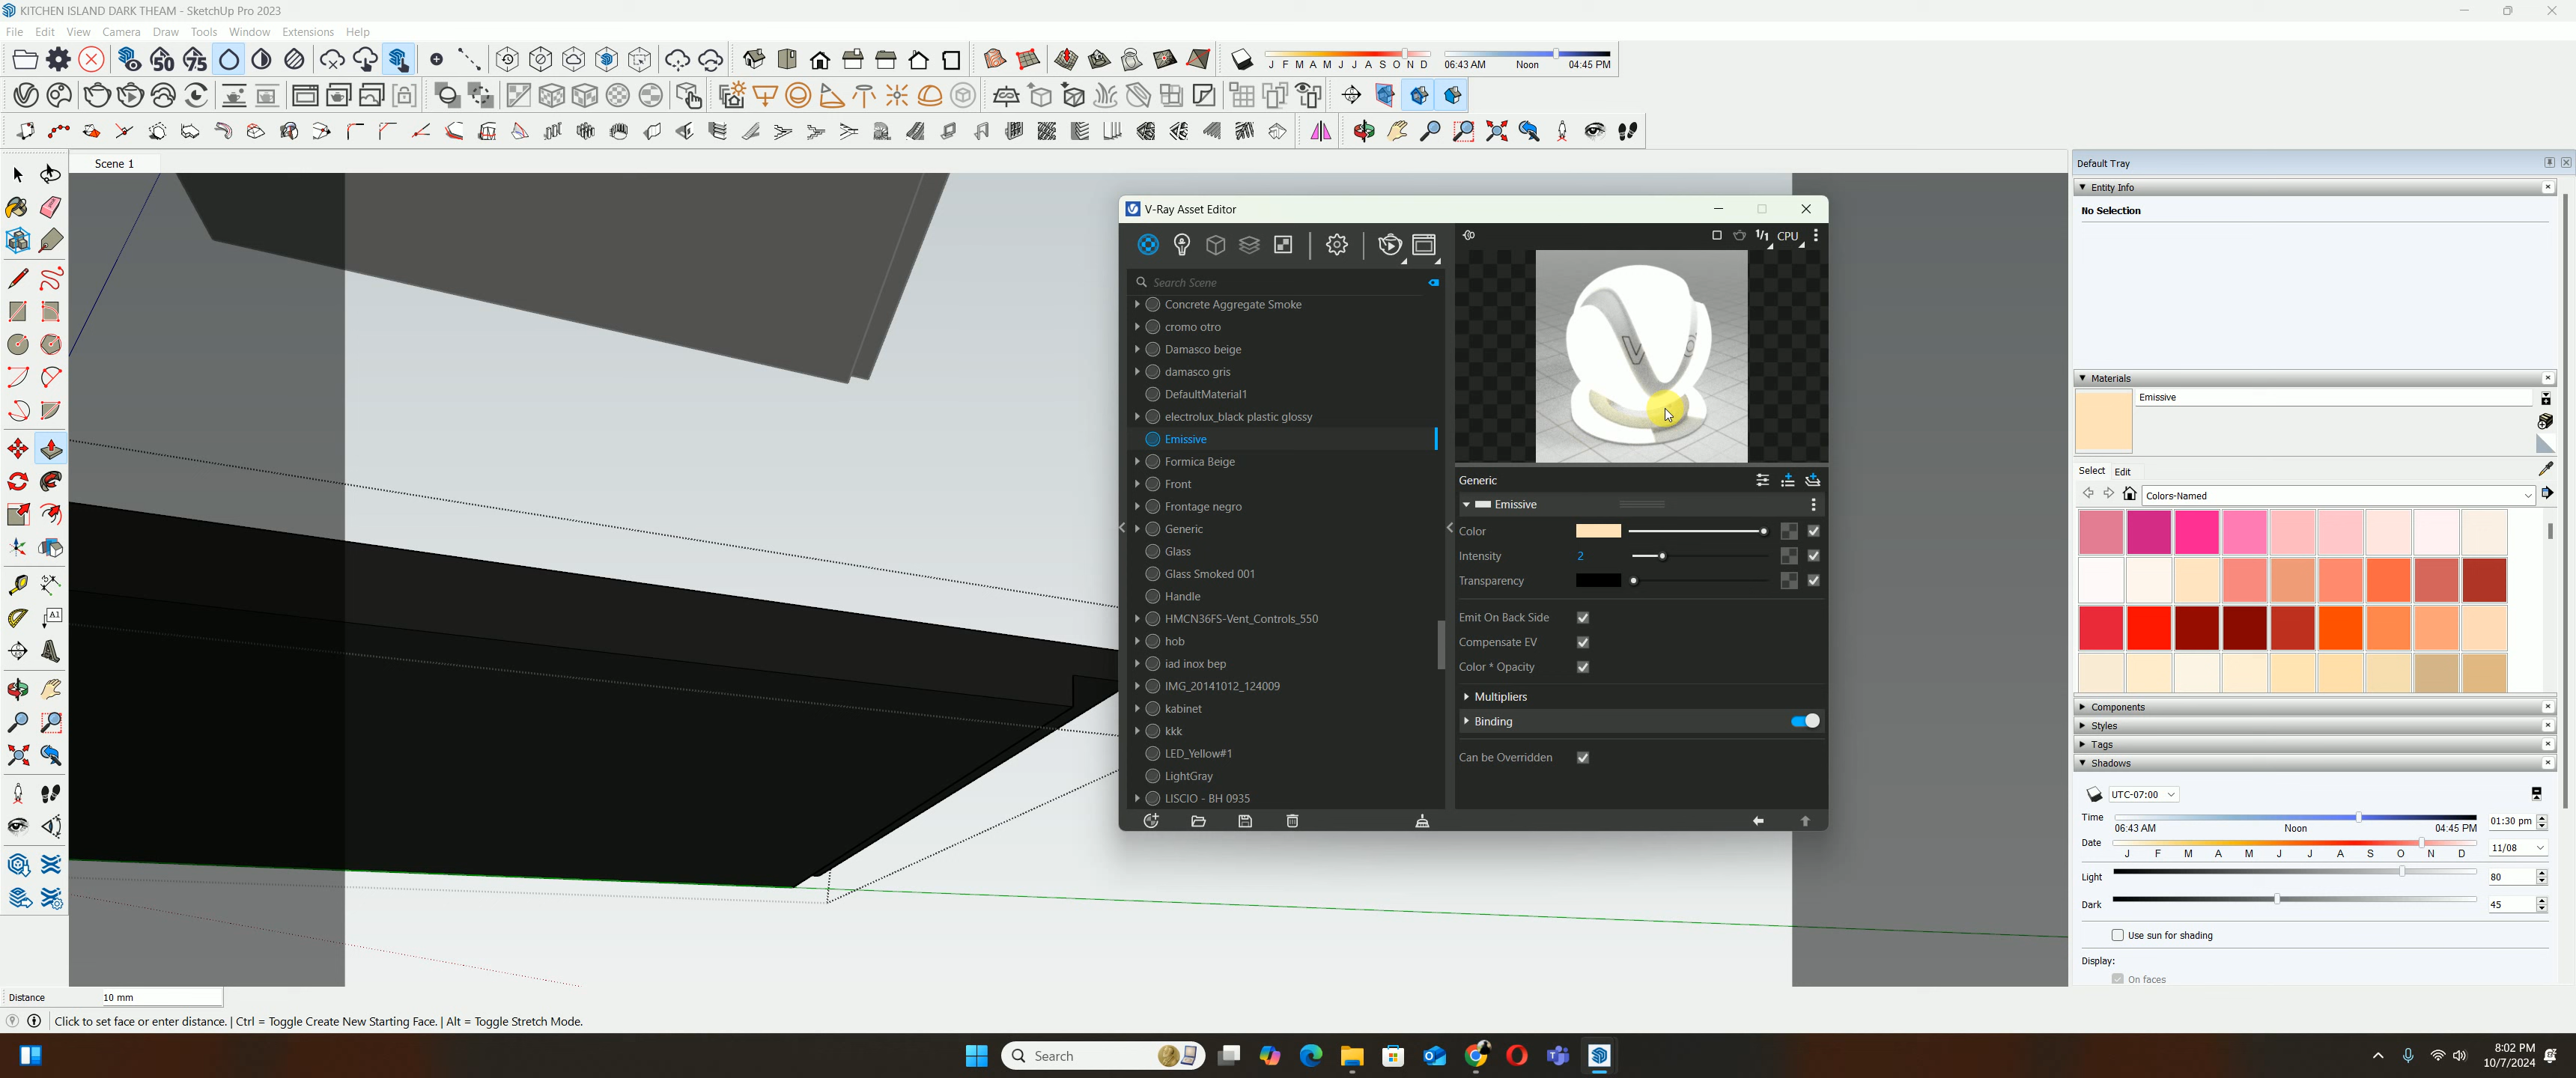 KITCHEN ISLAND DARK THEAM - SketchUp Pro 2023
File Edit View Camera Draw Tools Window Extensions Help
50 75
J F M A M J J A S O N D 06:43 AM Noon 04:45 PM
Scene 1
Default Tray
Entity Info
No Selection
Materials
Emissive
Select Edit
Colors-Named
Components
Styles
Tags
Shadows
UTC-07:00
Time 06:43 AM Noon 04:45 PM 01:30 pm
Date J F M A M J J A S O N D 11/08
Light 80
Dark 45
Use sun for shading
Display:
On faces
V-Ray Asset Editor
Search Scene
Concrete Aggregate Smoke
cromo otro
Damasco beige
damasco gris
DefaultMaterial1
electrolux_black plastic glossy
Emissive
Formica Beige
Front
Frontage negro
Generic
Glass
Glass Smoked 001
Handle
HMCN36FS-Vent_Controls_550
hob
iad inox bep
IMG_20141012_124009
kabinet
kkk
LED_Yellow#1
LightGray
LISCIO - BH 0935
1/1 CPU
Generic
Emissive
Color
Intensity 2
Transparency
Emit On Back Side
Compensate EV
Color * Opacity
Multipliers
Binding
Can be Overridden
Distance 10 mm
Click to set face or enter distance. | Ctrl = Toggle Create New Starting Face. | Alt = Toggle Stretch Mode.
Search
8:02 PM
10/7/2024